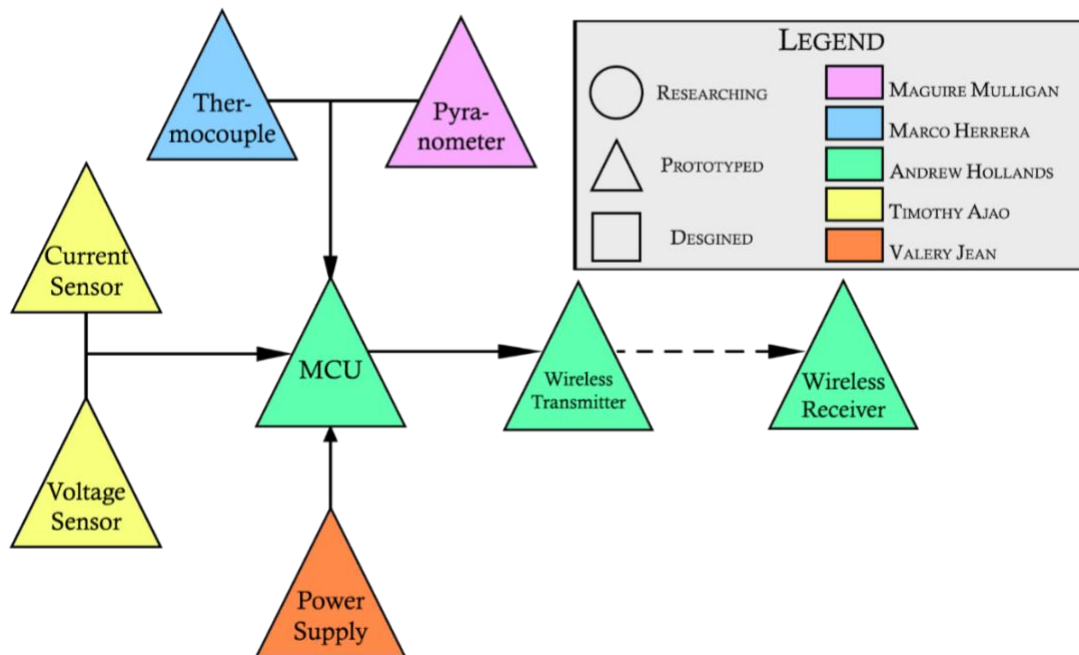 Ther-
mocouple
Pyra-
nometer
LEGEND
RESEARCHING
PROTOTYPED
DESGINED
MAGUIRE MULLIGAN
MARCO HERRERA
ANDREW HOLLANDS
TIMOTHY AJAO
VALERY JEAN
Current
Sensor
MCU
Wireless
Transmitter
Wireless
Receiver
Voltage
Sensor
Power
Supply